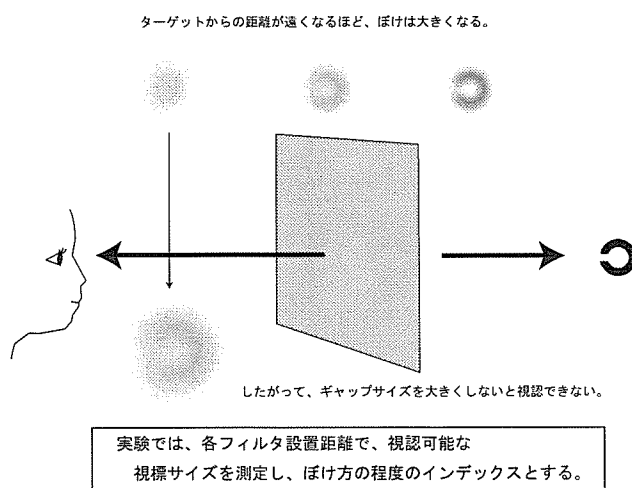 ターゲットからの距離が遠くなるほど、ぼけは大きくなる。
したがって、ギャップサイズを大きくしないと視認できない。
実験では、各フィルタ設置距離で、視認可能な
視標サイズを測定し、ぼけ方の程度のインデックスとする。